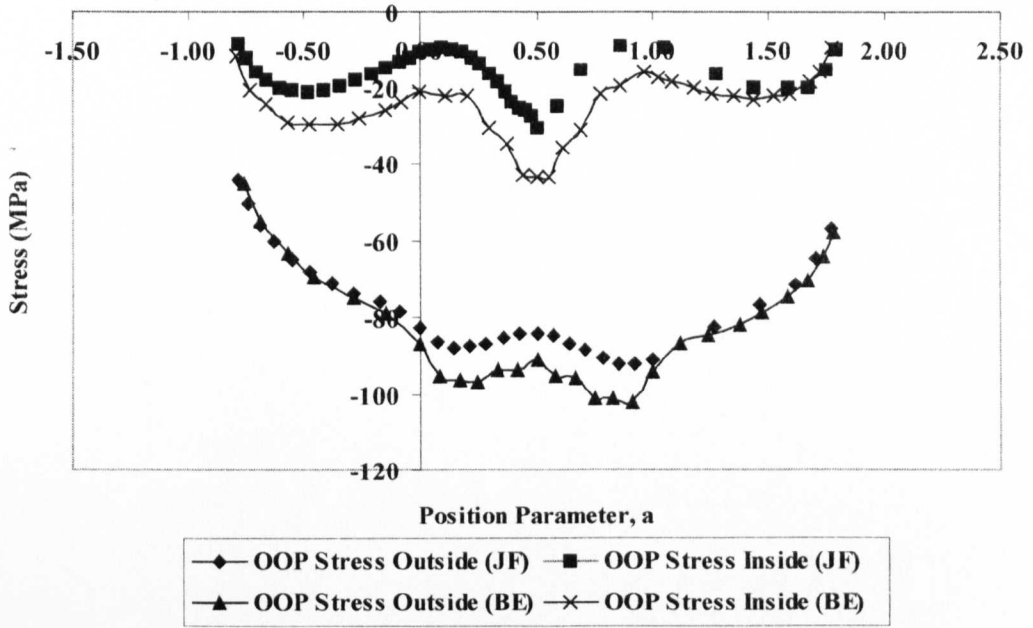 0
-1.50 -1.00 -0.50 0.00 0.50 1.00 1.50 2.00 2.50
-20
-40
-60
-80
-100
-120
Stress (MPa)
Position Parameter, a
OOP Stress Outside (JF) OOP Stress Inside (JF)
OOP Stress Outside (BE) OOP Stress Inside (BE)